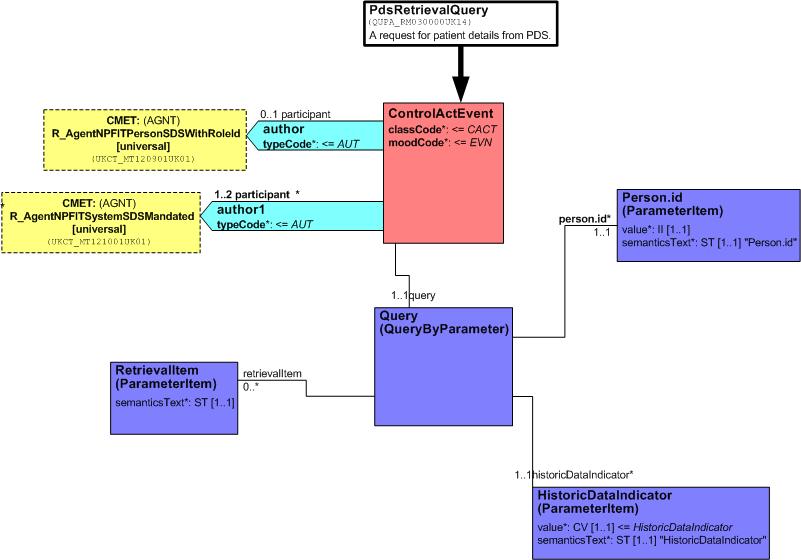 PdsRetrievalQuery
(QUPA_RM030000UK14)
A request for patient details from PDS.
ControlActEvent
classCode*: <= CACT
moodCode*: <= EVN
0..1 participant
author
typeCode*: <= AUT
CMET: (AGNT)
R_AgentNPFITPersonSDSWithRoleId
[universal]
(UKCT_MT120901UK01)
1..2 participant *
author1
typeCode*: <= AUT
*
CMET: (AGNT)
R_AgentNPFITSystemSDSMandated
[universal]
(UKCT_MT121001UK01)
Person.id
(ParameterItem)
value*: II [1..1]
semanticsText*: ST [1..1] "Person.id"
person.id*
1..1
1..1query
Query
(QueryByParameter)
RetrievalItem
(ParameterItem)
semanticsText*: ST [1..1]
retrievalItem
0..*
1..1historicDataIndicator*
HistoricDataIndicator
(ParameterItem)
value*: CV [1..1] <= HistoricDataIndicator
semanticsText*: ST [1..1] "HistoricDataIndicator"